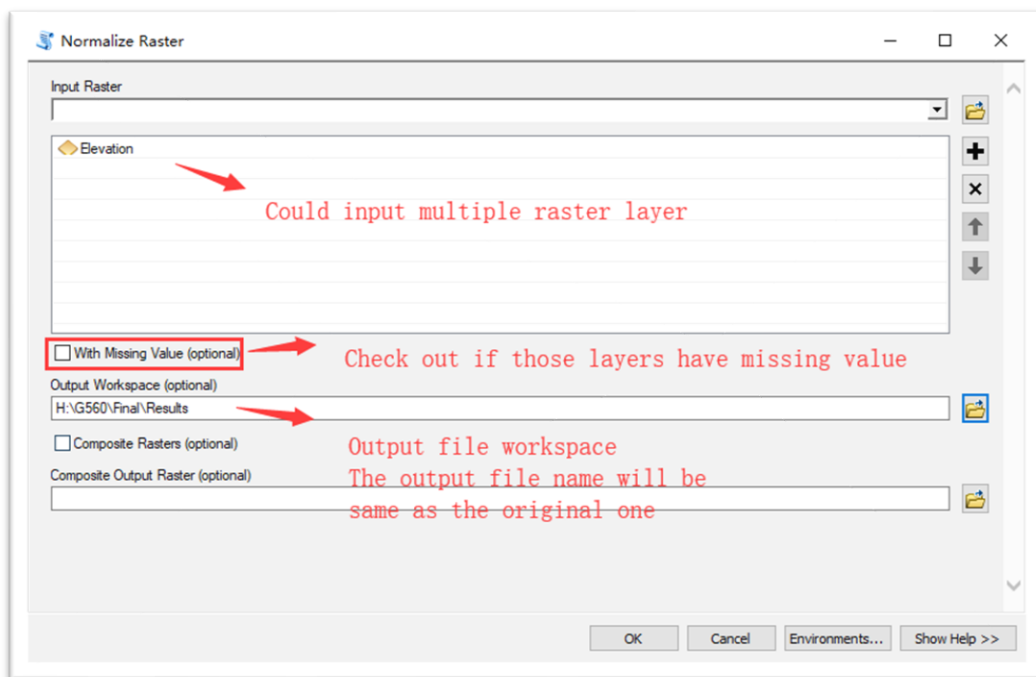 Normalize Raster
Input Raster
Elevation
Could input multiple raster layer
With Missing Value (optional)
Check out if those layers have missing value
Output Workspace (optional)
H:\G560\Final\Results
Composite Rasters (optional)
Output file workspace
Composite Output Raster (optional)
The output file name will be
same as the original one
OK
Cancel
Environments...
Show Help >>